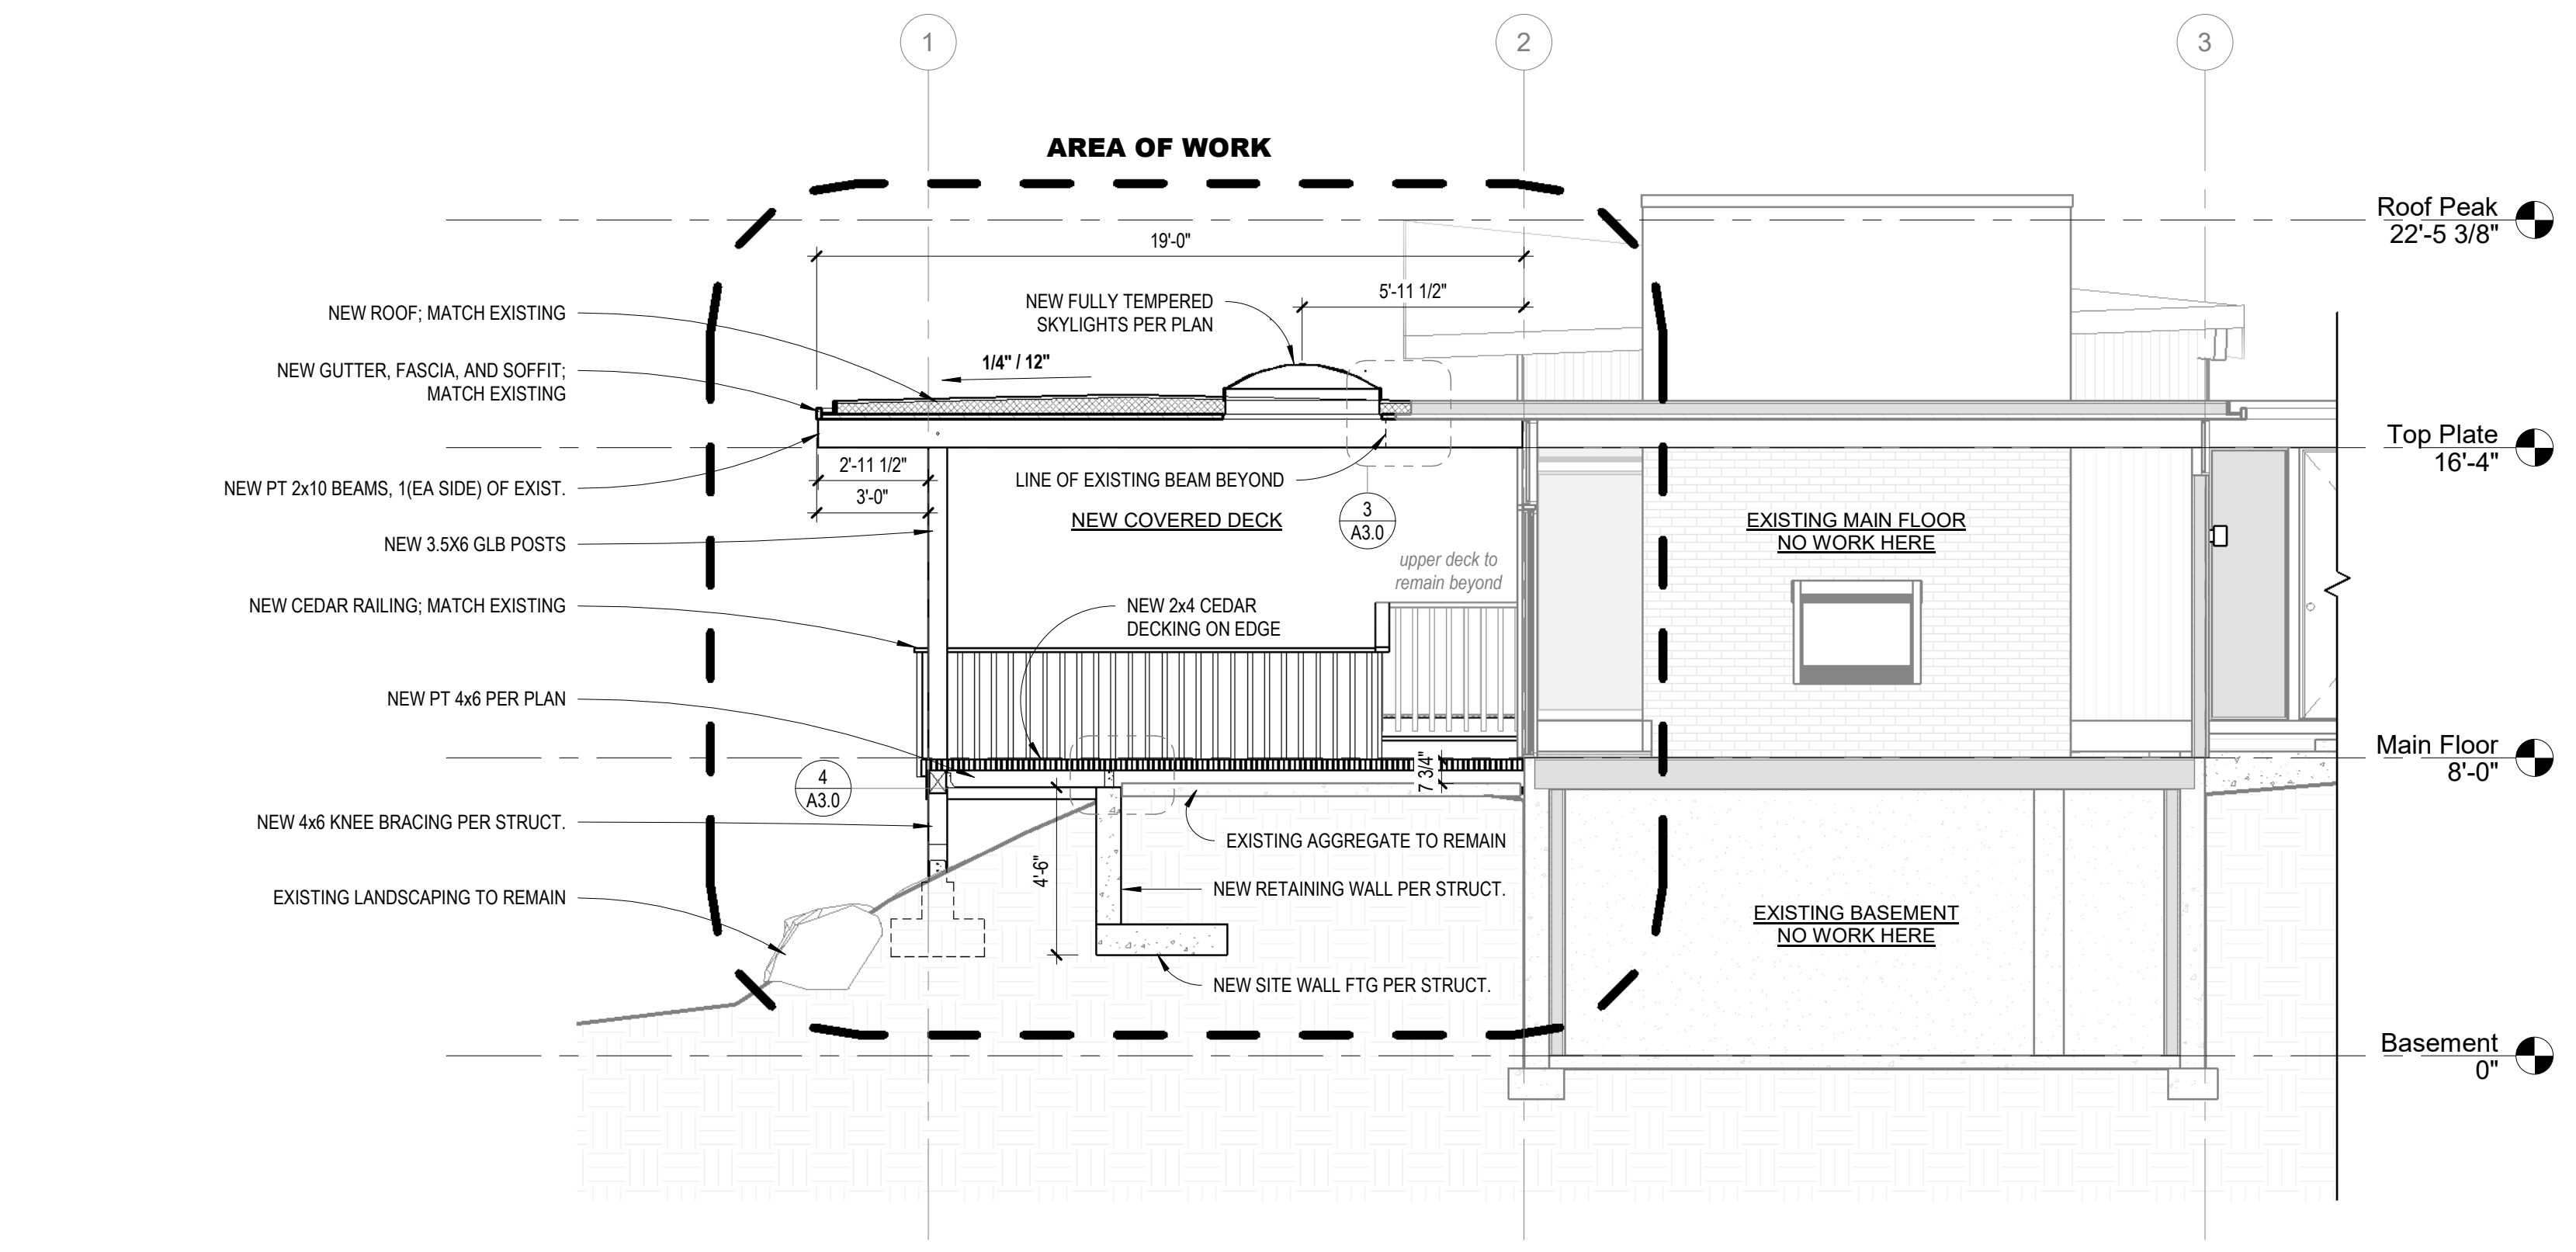 1
2
3
AREA OF WORK
Roof Peak
22'-5 3/8"
19'-0"
5'-11 1/2"
NEW ROOF; MATCH EXISTING
NEW FULLY TEMPERED
SKYLIGHTS PER PLAN
1/4" / 12"
NEW GUTTER, FASCIA, AND SOFFIT;
MATCH EXISTING
Top Plate
16'-4"
2'-11 1/2"
3'-0"
NEW PT 2x10 BEAMS, 1(EA SIDE) OF EXIST.
LINE OF EXISTING BEAM BEYOND
3
A3.0
NEW COVERED DECK
EXISTING MAIN FLOOR
NO WORK HERE
NEW 3.5X6 GLB POSTS
upper deck to
remain beyond
NEW CEDAR RAILING; MATCH EXISTING
NEW 2x4 CEDAR
DECKING ON EDGE
NEW PT 4x6 PER PLAN
Main Floor
8'-0"
7 3/4"
4
A3.0
NEW 4x6 KNEE BRACING PER STRUCT.
EXISTING AGGREGATE TO REMAIN
4'-6"
NEW RETAINING WALL PER STRUCT.
EXISTING LANDSCAPING TO REMAIN
EXISTING BASEMENT
NO WORK HERE
NEW SITE WALL FTG PER STRUCT.
Basement
0"